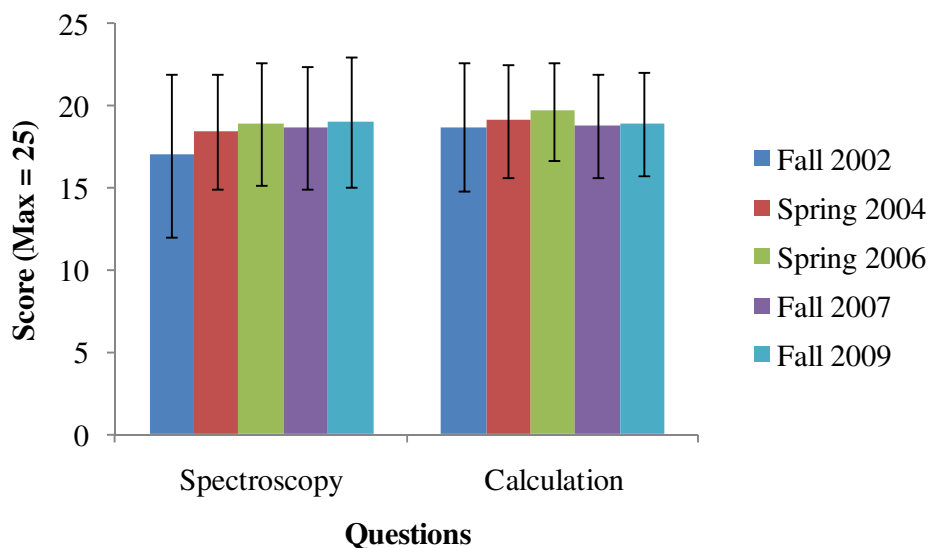 25
20
15
10
5
0
Score (Max = 25)
Spectroscopy
Calculation
Questions
Fall 2002
Spring 2004
Spring 2006
Fall 2007
Fall 2009